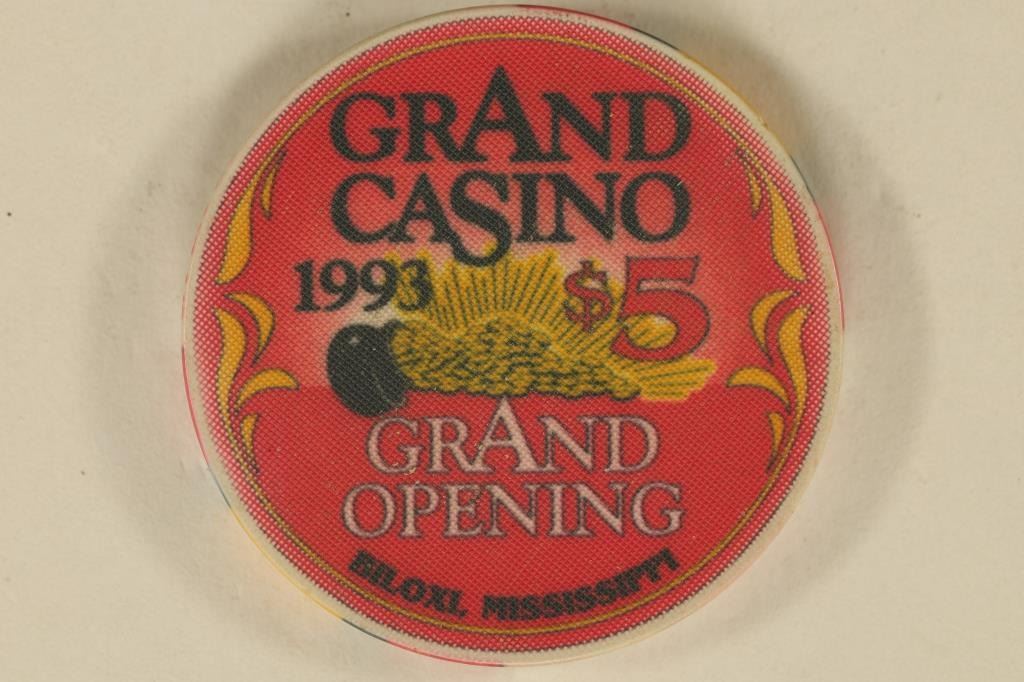 GRAND
CASINO
1993 $5
GRAND
OPENING
BILOXI, MISSISSIPPI